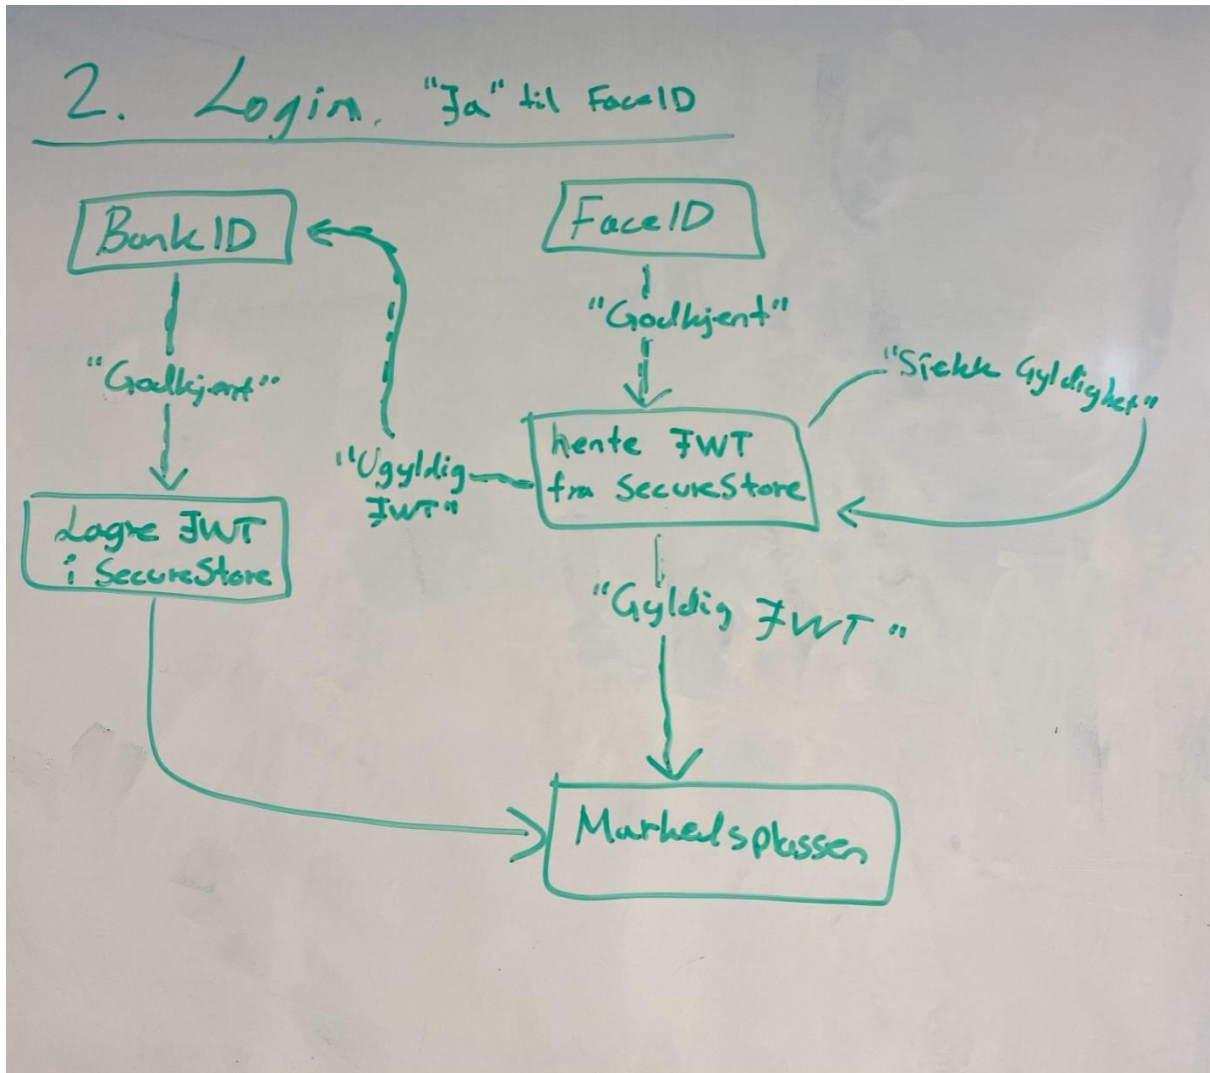 2. Login. "Ja" til FaceID
BankID
FaceID
"Godkjent"
"Godkjent"
"Sjekk Gyldighet"
hente JWT
fra SecureStore
"Ugyldig
JWT"
Lagre JWT
i SecureStore
"Gyldig JWT"
Markedsplassen